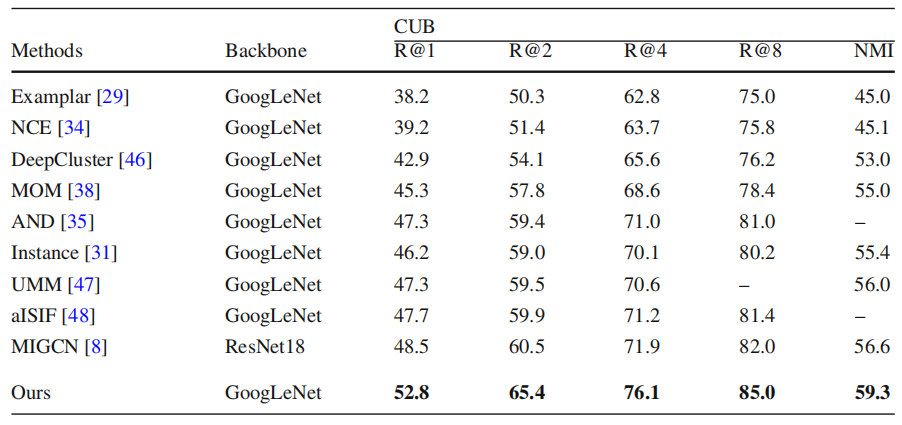 CUB
Methods Backbone R@1 R@2 R@4 R@8 NMI
Examplar [29] GoogLeNet 38.2 50.3 62.8 75.0 45.0
NCE [34] GoogLeNet 39.2 51.4 63.7 75.8 45.1
DeepCluster [46] GoogLeNet 42.9 54.1 65.6 76.2 53.0
MOM [38] GoogLeNet 45.3 57.8 68.6 78.4 55.0
AND [35] GoogLeNet 47.3 59.4 71.0 81.0 –
Instance [31] GoogLeNet 46.2 59.0 70.1 80.2 55.4
UMM [47] GoogLeNet 47.3 59.5 70.6 – 56.0
aISIF [48] GoogLeNet 47.7 59.9 71.2 81.4 –
MIGCN [8] ResNet18 48.5 60.5 71.9 82.0 56.6
Ours GoogLeNet 52.8 65.4 76.1 85.0 59.3